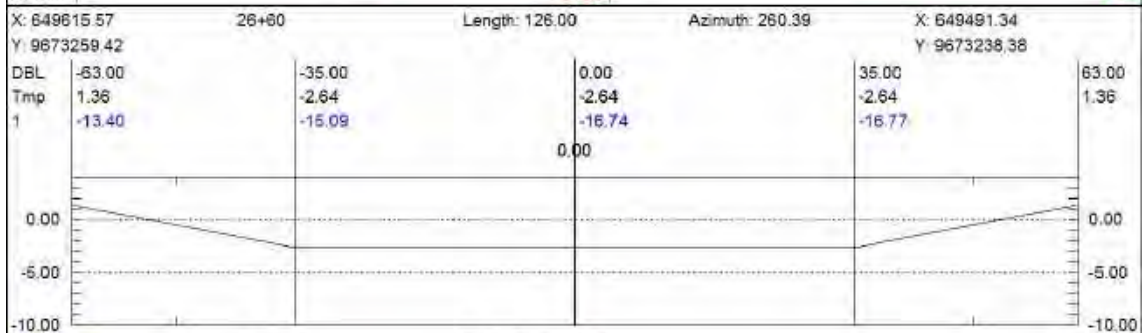 X: 649615.57 26+60 Length: 126.00 Azimuth: 260.39 X: 649491.34
Y: 9673259.42 Y: 9673238.38
DBL -63.00 -35.00 0.00 35.00 63.00
Tmp 1.36 -2.64 -2.64 -2.64 1.36
1 -13.40 -15.09 -16.74 -16.77
0.00
0.00 0.00
-5.00 -5.00
-10.00 -10.00